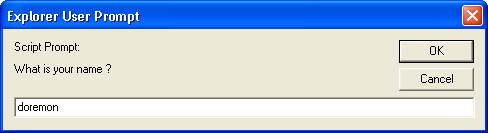 Explorer User Prompt
Script Prompt:
OK
What is your name ?
Cancel
doremon